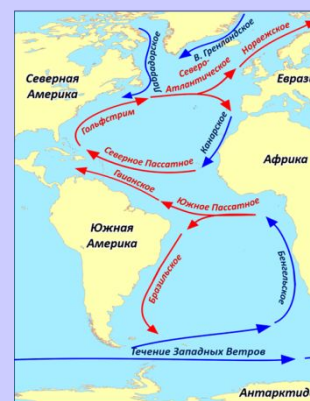 В. Гренландское
Норвежское
Лабрадорское
Северо-
Атлантическое
Северная
Америка
Еврази
Гольфстрим
Канарское
Северное Пассатное
Африка
Гвианское
Южное Пассатное
Южная
Америка
Бразильское
Бенгельское
Течение Западных Ветров
Антарктид